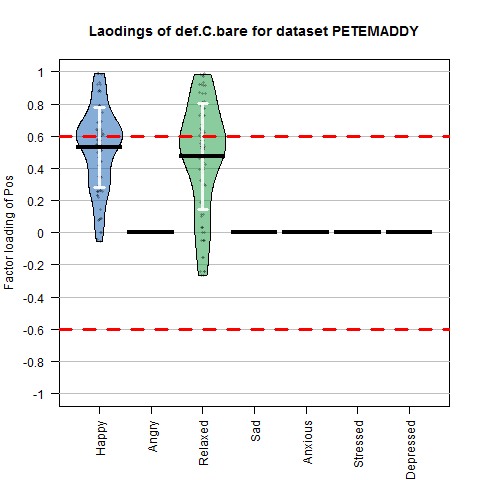 Laodings of def.C.bare for dataset PETEMADDY
Factor loading of Pos
1
0.8
0.6
0.4
0.2
0
-0.2
-0.4
-0.6
-0.8
-1
Happy
Angry
Relaxed
Sad
Anxious
Stressed
Depressed